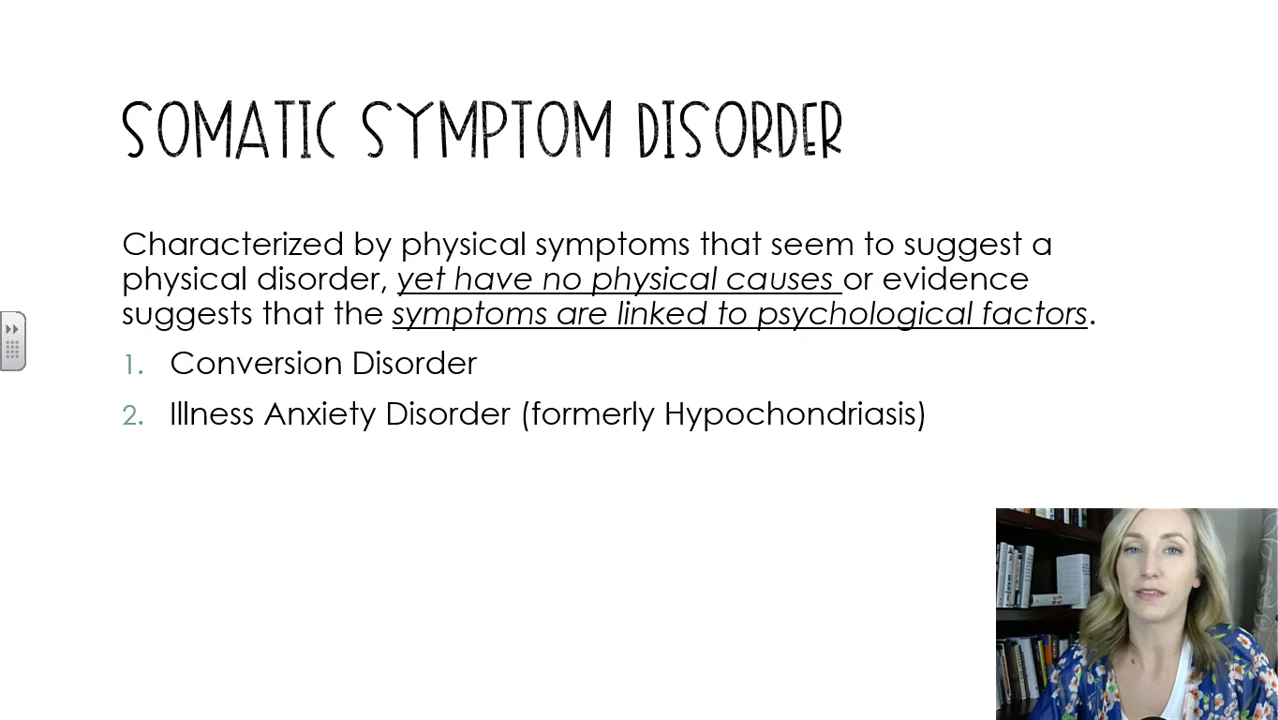 SOMATIC SYMPTOM DISORDER
Characterized by physical symptoms that seem to suggest a
physical disorder, yet have no physical causes or evidence
suggests that the symptoms are linked to psychological factors.
1. Conversion Disorder
2. Illness Anxiety Disorder (formerly Hypochondriasis)